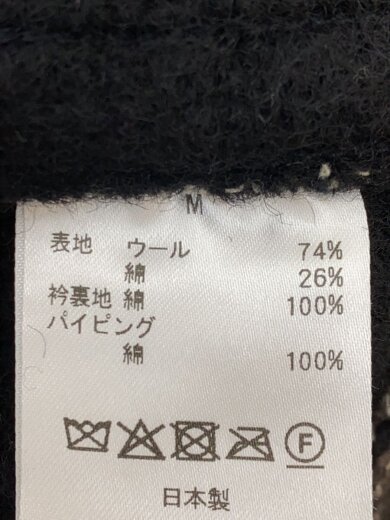 M
表地 ウール 74%
綿 26%
衿裏地 綿 100%
パイピング
綿 100%
F
日本製